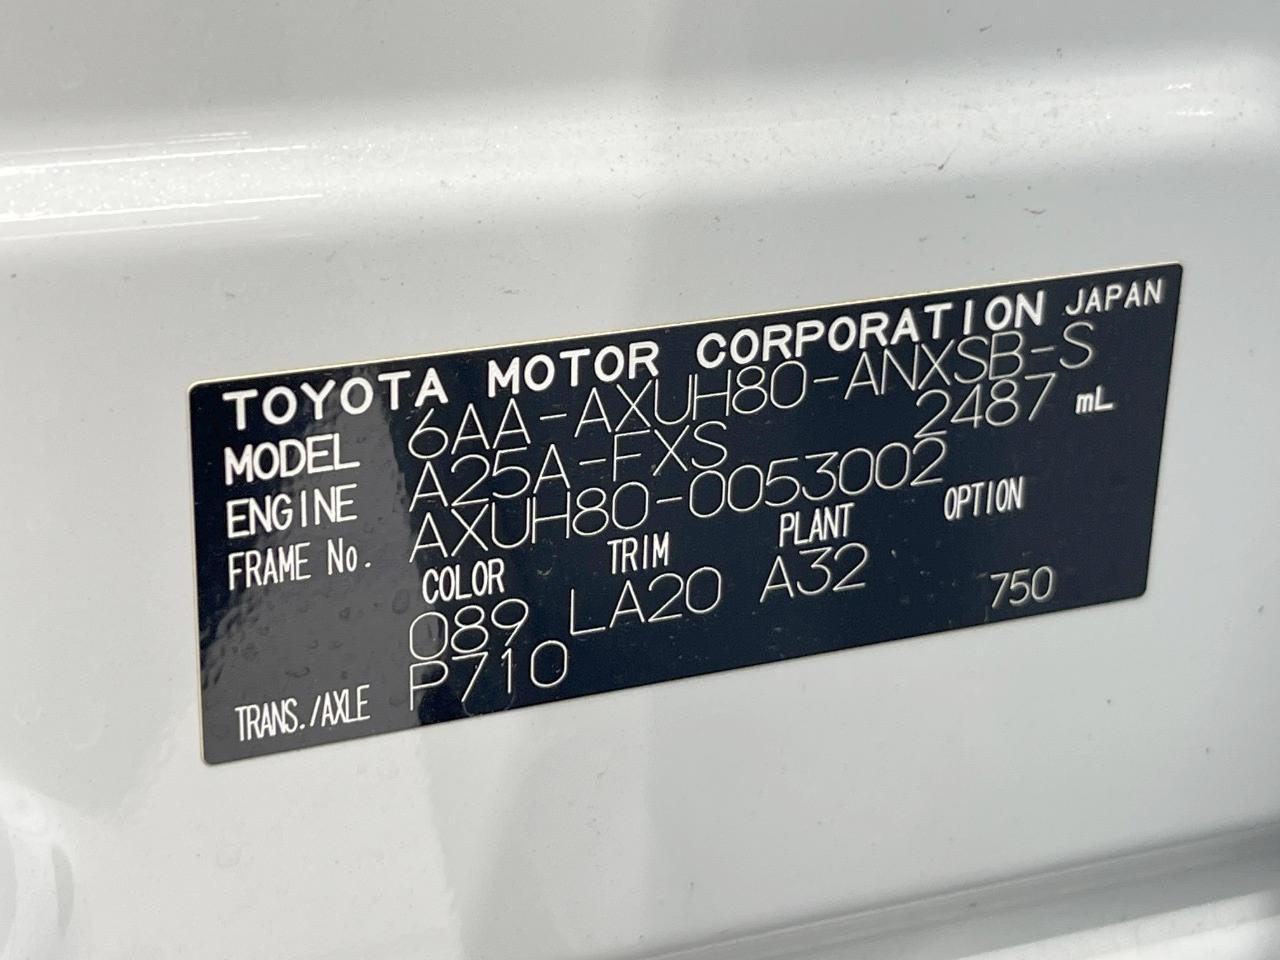 TOYOTA MOTOR CORPORATION JAPAN
MODEL 6AA-AXUH80-ANXSB-S
ENGINE A25A-FXS 2487 mL
FRAME No. AXUH80-0053002
COLOR TRIM PLANT OPTION
089 LA20 A32 750
TRANS./AXLE P710